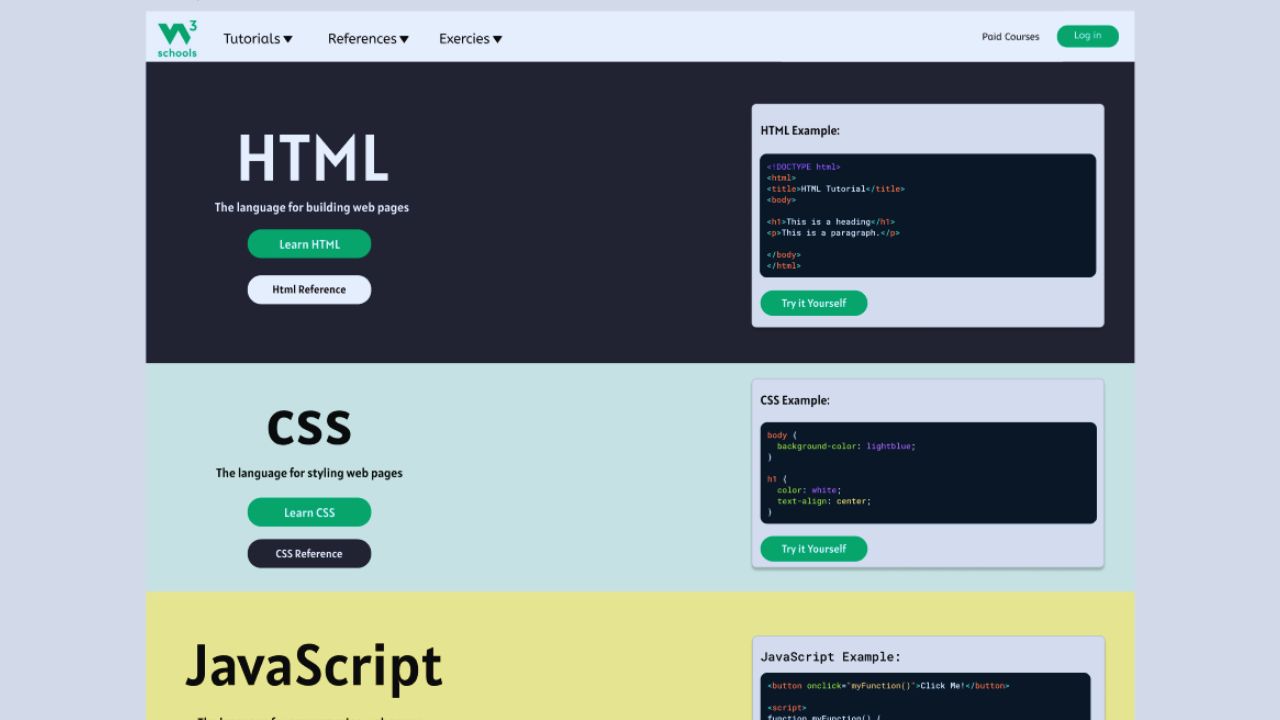 3
schools
Tutorials
References
Exercies
Paid Courses
Log in
HTML
The language for building web pages
Learn HTML
Html Reference
HTML Example:
<!DOCTYPE html>
<html>
<title>HTML Tutorial</title>
<body>
<h1>This is a heading</h1>
<p>This is a paragraph.</p>
</body>
</html>
Try it Yourself
CSS
The language for styling web pages
Learn CSS
CSS Reference
CSS Example:
body {
background-color: lightblue;
}
h1 {
color: white;
text-align: center;
}
Try it Yourself
JavaScript
JavaScript Example:
<button onclick="myFunction()">Click Me!</button>
<script>
function myFunction() {